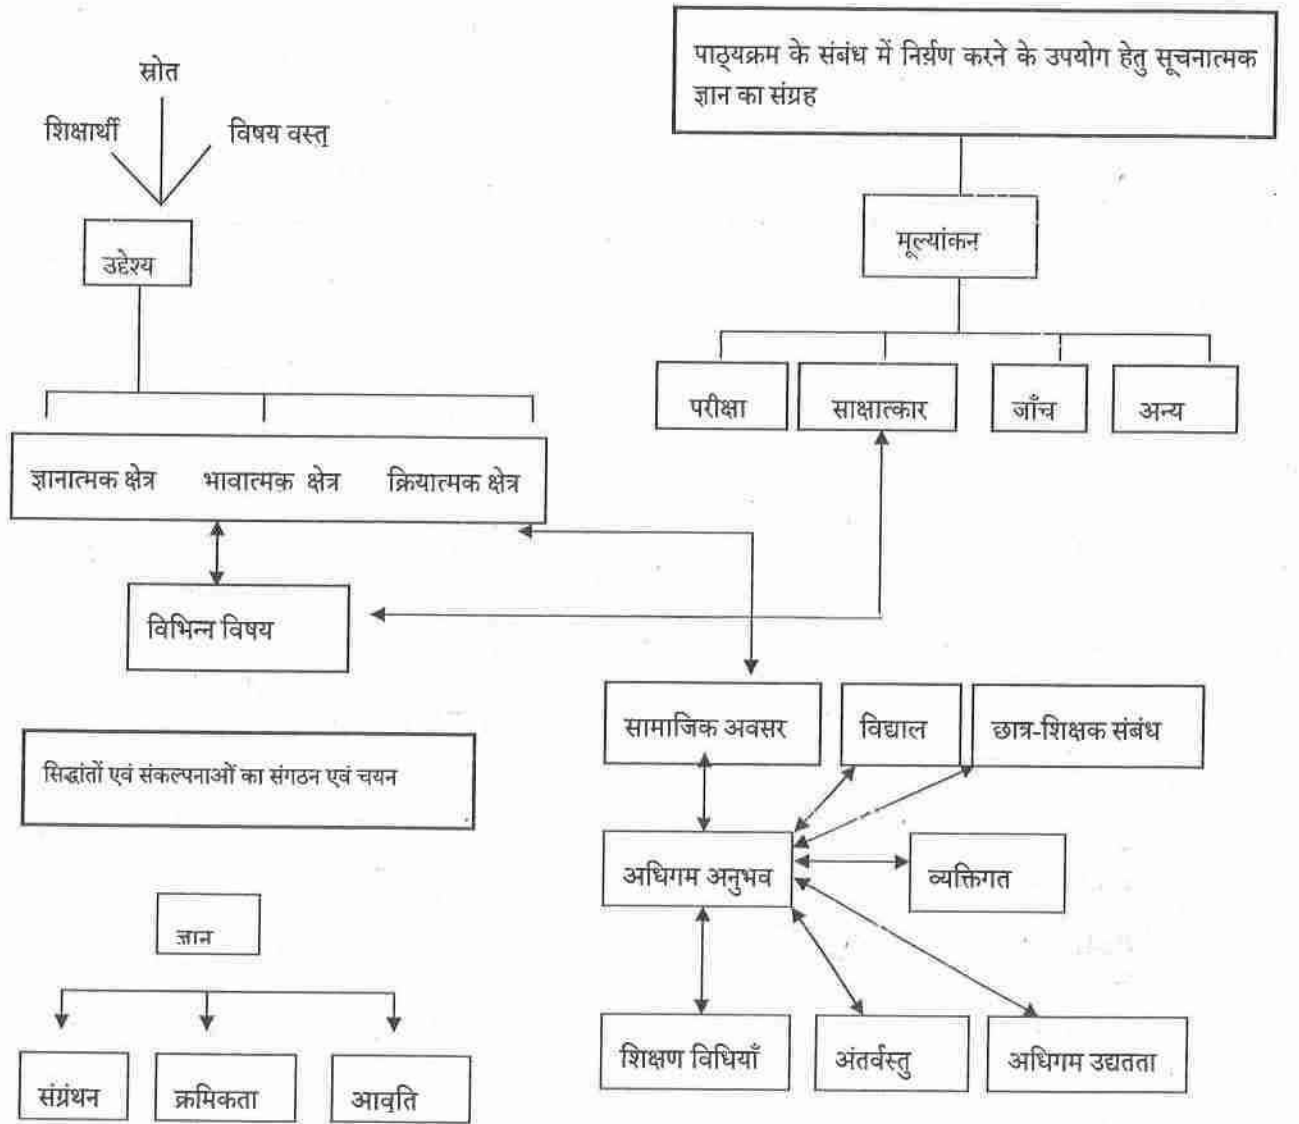 स्रोत
शिक्षार्थी
विषय वस्तु
उद्देश्य
ज्ञानात्मक क्षेत्र भावात्मक क्षेत्र क्रियात्मक क्षेत्र
विभिन्न विषय
सिद्धांतों एवं संकल्पनाओं का संगठन एवं चयन
ज्ञान
संग्रंथन
क्रमिकता
आवृति
पाठ्यक्रम के संबंध में निर्य़ण करने के उपयोग हेतु सूचनात्मक
ज्ञान का संग्रह
मूल्यांकन
परीक्षा
साक्षात्कार
जाँच
अन्य
सामाजिक अवसर
विद्याल
छात्र-शिक्षक संबंध
अधिगम अनुभव
व्यक्तिगत
शिक्षण विधियाँ
अंतर्वस्तु
अधिगम उद्यतता